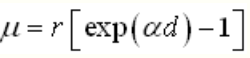 μ = r[exp(αd)−1]